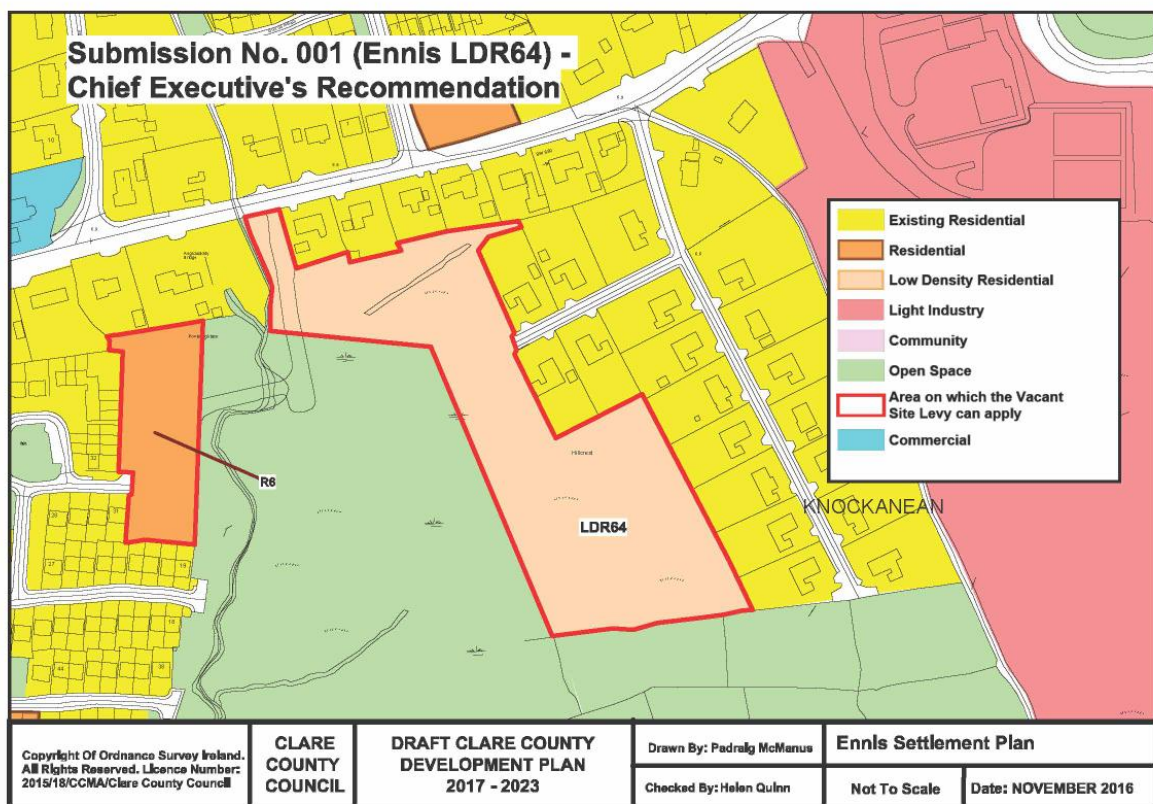 Submission No. 001 (Ennis LDR64) -
Chief Executive's Recommendation
Existing Residential
Residential
Low Density Residential
Light Industry
Community
Open Space
Area on which the Vacant
Site Levy can apply
Commercial
R6
LDR64
KNOCKANEAN
Copyright Of Ordnance Survey Ireland.
All Rights Reserved. Licence Number:
2015/18/CCMA/Clare County Council
CLARE
COUNTY
COUNCIL
DRAFT CLARE COUNTY
DEVELOPMENT PLAN
2017 - 2023
Drawn By: Padraig McManus
Checked By: Helen Quinn
Ennis Settlement Plan
Not To Scale
Date: NOVEMBER 2016